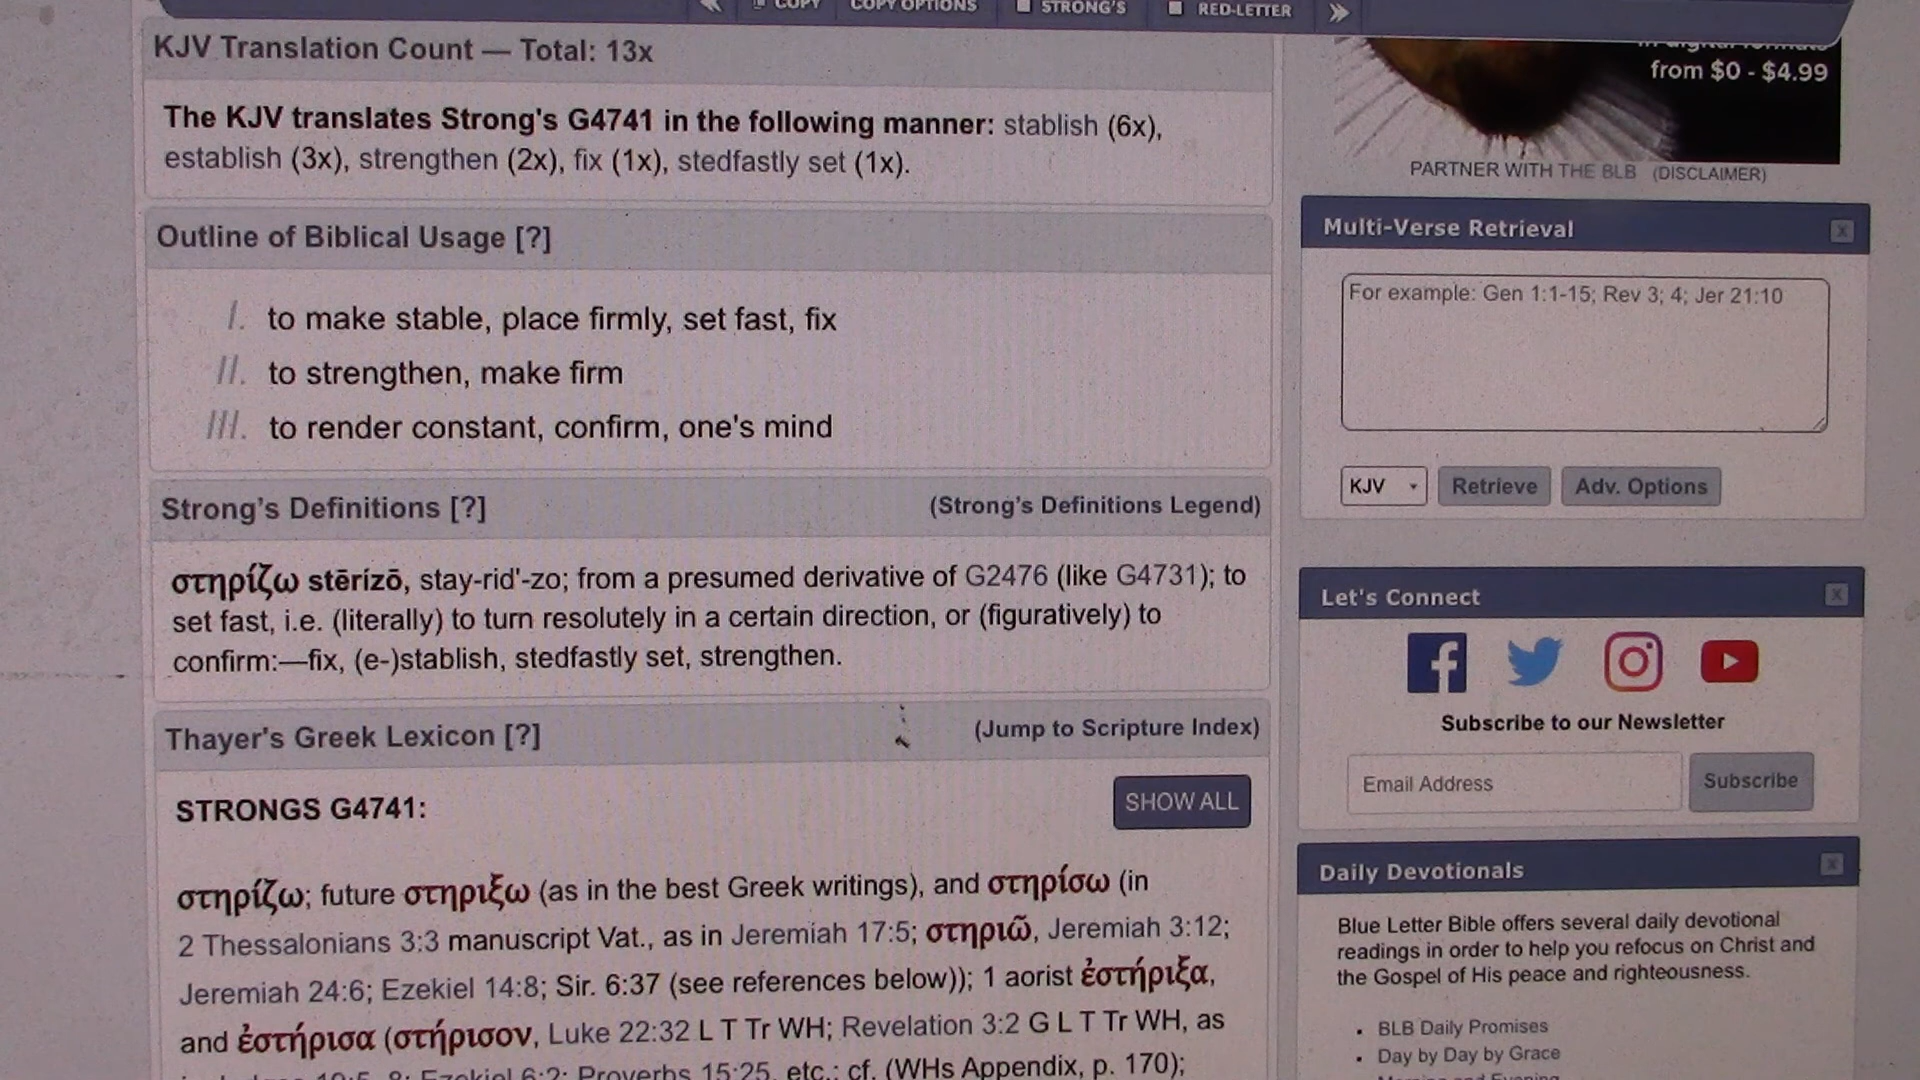 COPY
COPY OPTIONS
STRONG'S
RED-LETTER
KJV Translation Count — Total: 13x
The KJV translates Strong's G4741 in the following manner: stablish (6x),
establish (3x), strengthen (2x), fix (1x), stedfastly set (1x).
Outline of Biblical Usage [?]
I. to make stable, place firmly, set fast, fix
II. to strengthen, make firm
III. to render constant, confirm, one's mind
Strong's Definitions [?]
(Strong's Definitions Legend)
στηρίζω stērízō, stay-rid'-zo; from a presumed derivative of G2476 (like G4731); to
set fast, i.e. (literally) to turn resolutely in a certain direction, or (figuratively) to
confirm:—fix, (e-)stablish, stedfastly set, strengthen.
Thayer's Greek Lexicon [?]
(Jump to Scripture Index)
STRONGS G4741:
SHOW ALL
στηρίζω; future στηριξω (as in the best Greek writings), and στηρίσω (in
2 Thessalonians 3:3 manuscript Vat., as in Jeremiah 17:5; στηριῶ, Jeremiah 3:12;
Jeremiah 24:6; Ezekiel 14:8; Sir. 6:37 (see references below)); 1 aorist ἐστήριξα,
and ἐστήρισα (στήρισον, Luke 22:32 L T Tr WH; Revelation 3:2 G L T Tr WH, as
Ezekiel 6:2; Proverbs 15:25, etc.; cf. (WHs Appendix, p. 170);
from $0 - $4.99
PARTNER WITH THE BLB (DISCLAIMER)
Multi-Verse Retrieval
For example: Gen 1:1-15; Rev 3; 4; Jer 21:10
KJV
Retrieve
Adv. Options
Let's Connect
Subscribe to our Newsletter
Email Address
Subscribe
Daily Devotionals
Blue Letter Bible offers several daily devotional
readings in order to help you refocus on Christ and
the Gospel of His peace and righteousness.
• BLB Daily Promises
• Day by Day by Grace